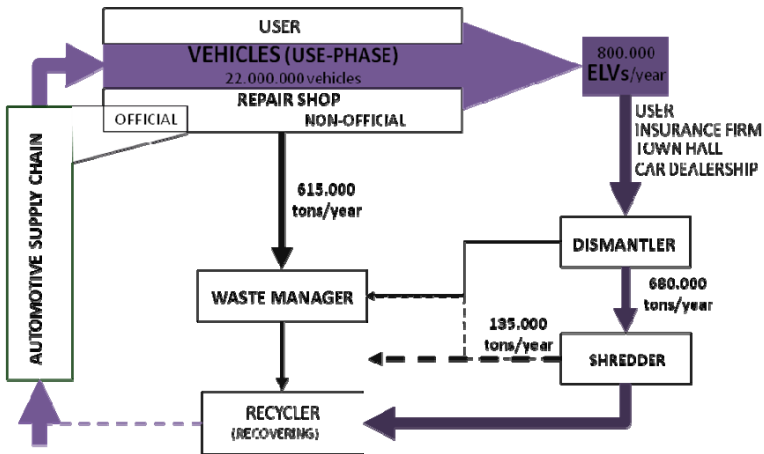 USER
VEHICLES (USE-PHASE)
22.000.000 vehicles
REPAIR SHOP
OFFICIAL
NON-OFFICIAL
800.000
ELVs/year
USER
INSURANCE FIRM
TOWN HALL
CAR DEALERSHIP
AUTOMOTIVE SUPPLY CHAIN
615.000
tons/year
DISMANTLER
680.000
tons/year
WASTE MANAGER
135.000
tons/year
SHREDDER
RECYCLER
(RECOVERING)